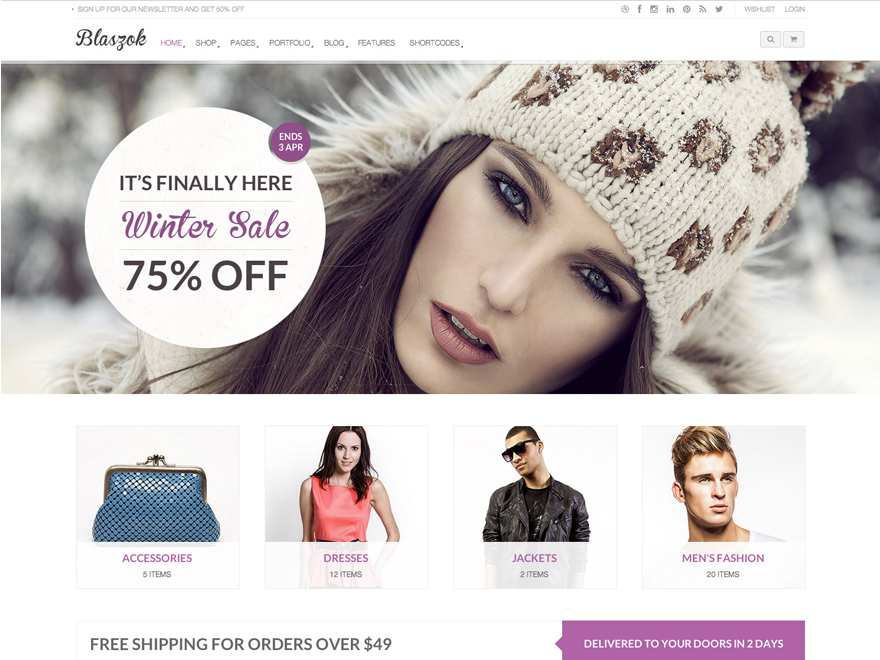 SIGN UP FOR OUR NEWSLETTER AND GET 50% OFF
WISHLIST LOGIN
Blaszok
HOME SHOP PAGES PORTFOLIO BLOG FEATURES SHORTCODES
ENDS
3 APR
IT'S FINALLY HERE
Winter Sale
75% OFF
ACCESSORIES
5 ITEMS
DRESSES
12 ITEMS
JACKETS
2 ITEMS
MEN'S FASHION
20 ITEMS
FREE SHIPPING FOR ORDERS OVER $49
DELIVERED TO YOUR DOORS IN 2 DAYS